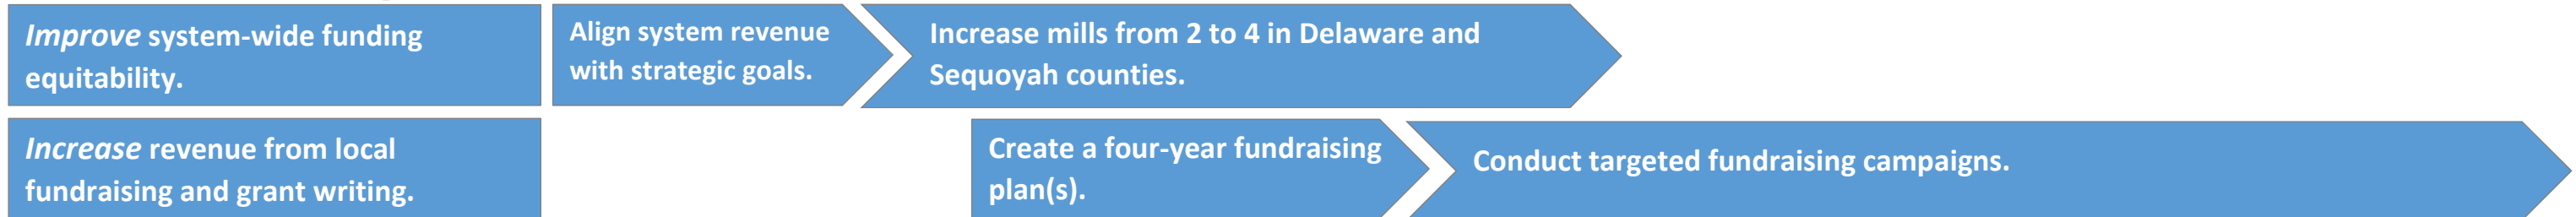 Improve system-wide funding
equitability.
Align system revenue
with strategic goals.
Increase mills from 2 to 4 in Delaware and
Sequoyah counties.
Increase revenue from local
fundraising and grant writing.
Create a four-year fundraising
plan(s).
Conduct targeted fundraising campaigns.